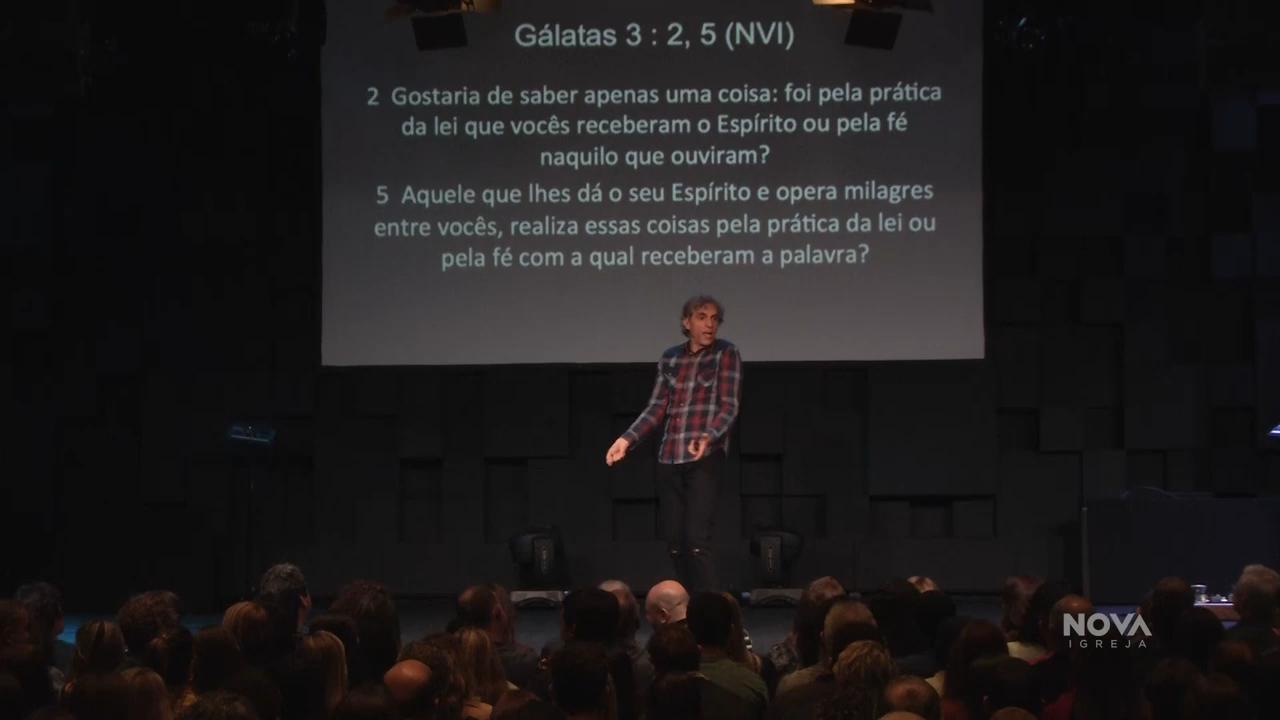 Gálatas 3 : 2, 5 (NVI)
2 Gostaria de saber apenas uma coisa: foi pela prática
da lei que vocês receberam o Espírito ou pela fé
naquilo que ouviram?
5 Aquele que lhes dá o seu Espírito e opera milagres
entre vocês, realiza essas coisas pela prática da lei ou
pela fé com a qual receberam a palavra?
NOVA
IGREJA